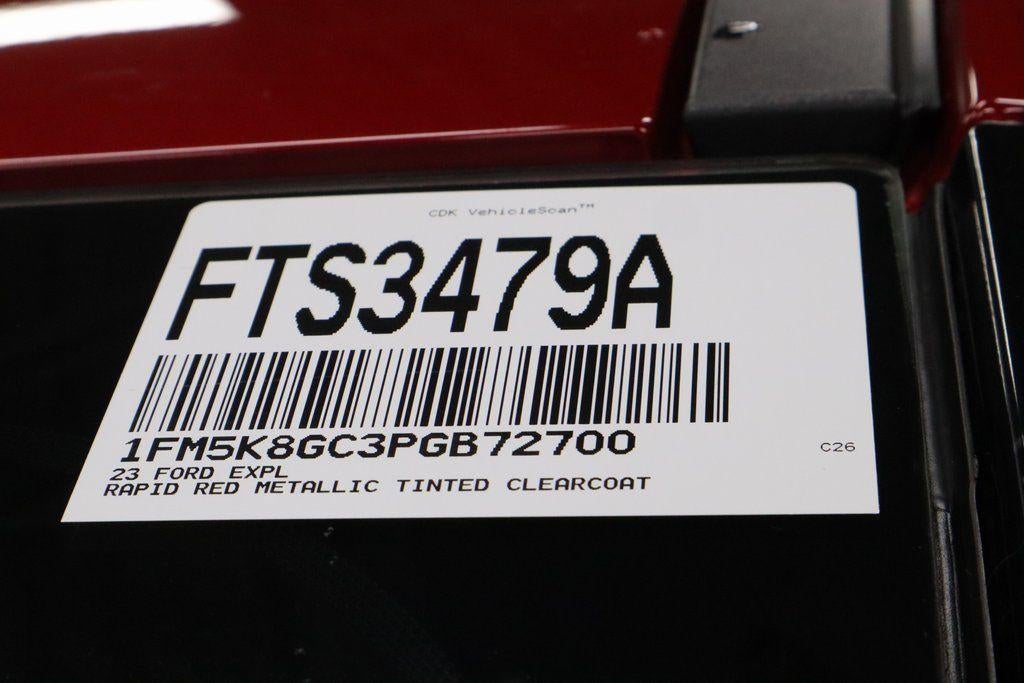 CDK VehicleScan™
FTS3479A
1FM5K8GC3PGB72700
C26
23 FORD EXPL
RAPID RED METALLIC TINTED CLEARCOAT